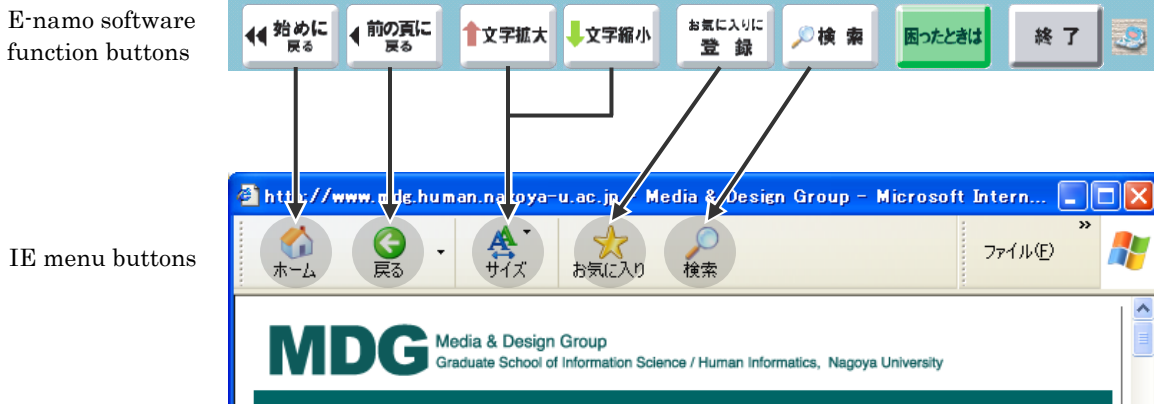 E-namo software
function buttons
始めに
戻る
前の頁に
戻る
文字拡大
文字縮小
お気に入りに
登 録
検 索
困ったときは
終 了
http://www.mdg.human.nagoya-u.ac.jp - Media & Design Group - Microsoft Intern...
IE menu buttons
ホーム
戻る
サイズ
お気に入り
検索
»
ファイル(F)
MDG
Media & Design Group
Graduate School of Information Science / Human Informatics, Nagoya University